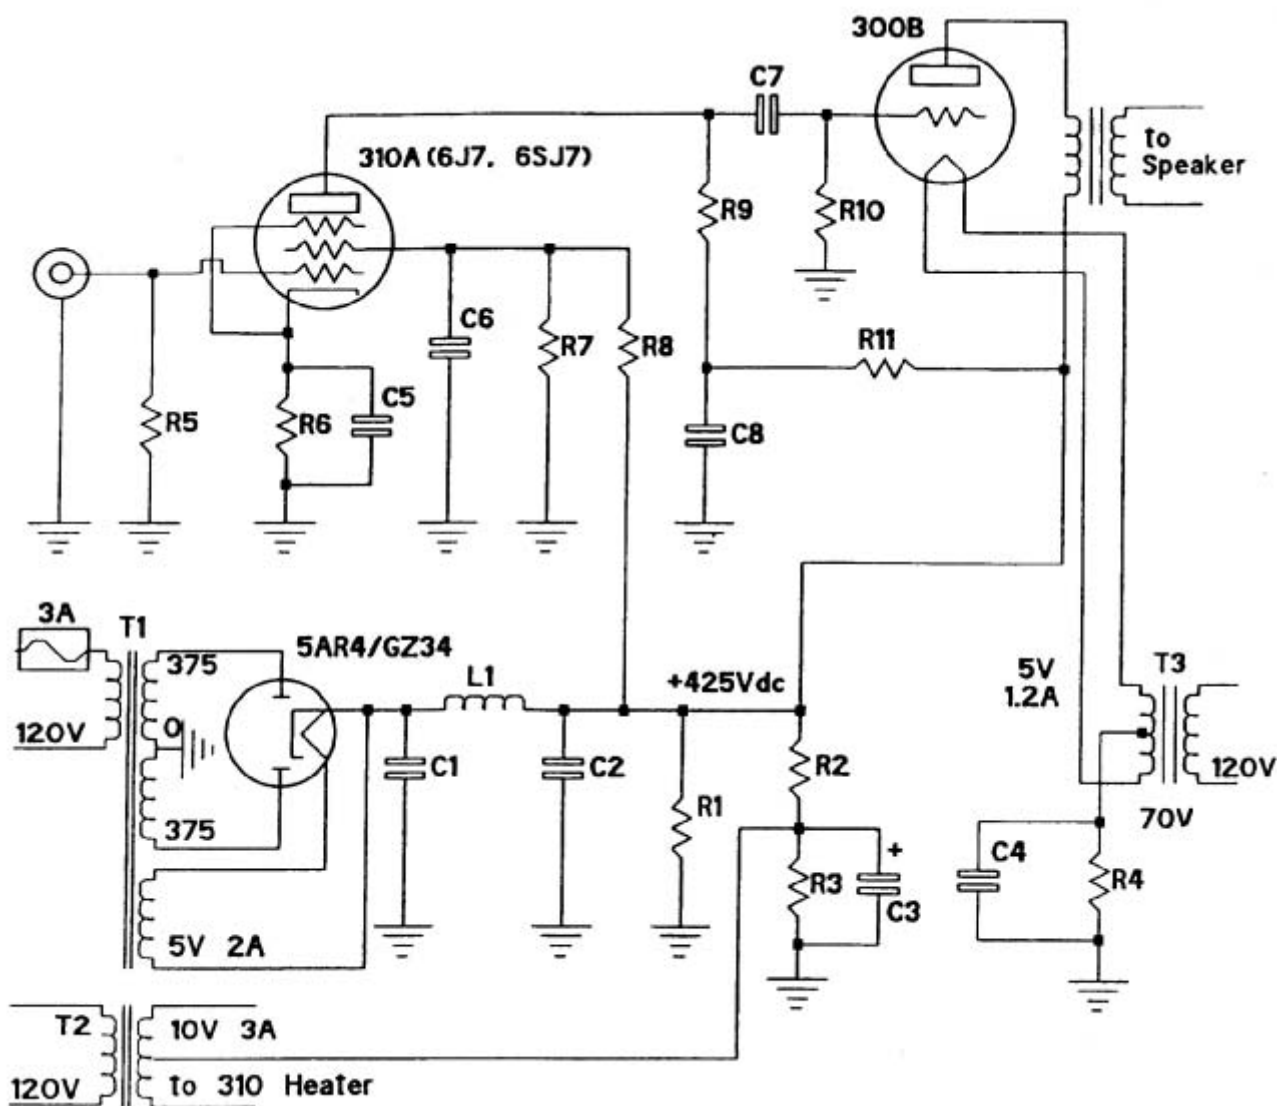 300B
C7
310A (6J7, 6SJ7)
to
Speaker
R9
R10
C6
R7
R8
R11
C5
R5
R6
C8
3A
T1
375
5AR4/GZ34
L1
+425Vdc
5V
1.2A
T3
120V
0
C1
C2
R2
120V
R1
70V
375
+
C4
R3
R4
C3
5V 2A
T2
10V 3A
120V
to 310 Heater